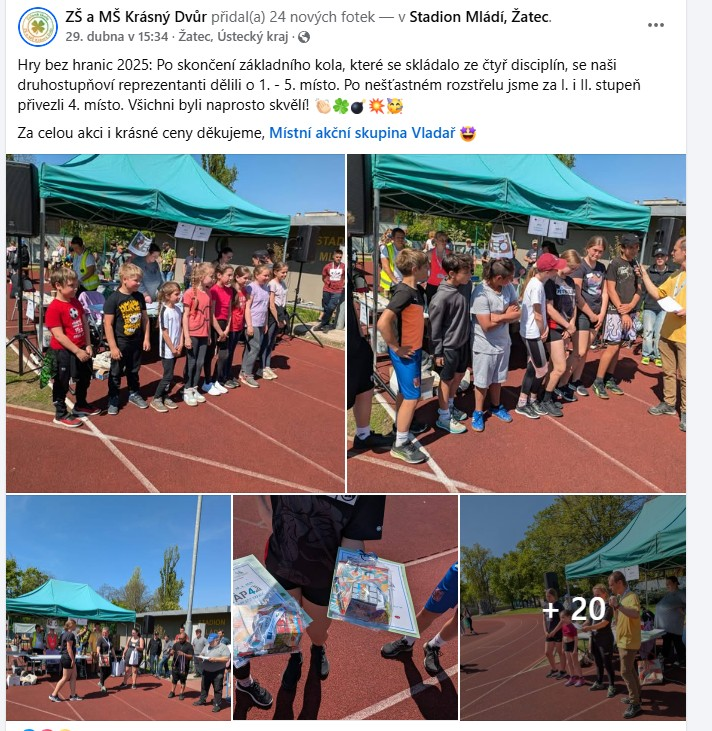 ZŠ a MŠ Krásný Dvůr přidal(a) 24 nových fotek — v Stadion Mládí, Žatec.
29. dubna v 15:34 · Žatec, Ústecký kraj ·
Hry bez hranic 2025: Po skončení základního kola, které se skládalo ze čtyř disciplín, se naši
druhostupňoví reprezentanti dělili o 1. - 5. místo. Po nešťastném rozstřelu jsme za I. i II. stupeň
přivezli 4. místo. Všichni byli naprosto skvělí! 👏🏻🍀💣💥🥰
Za celou akci i krásné ceny děkujeme, Místní akční skupina Vladař 🤩
STADION
STADION
+ 20